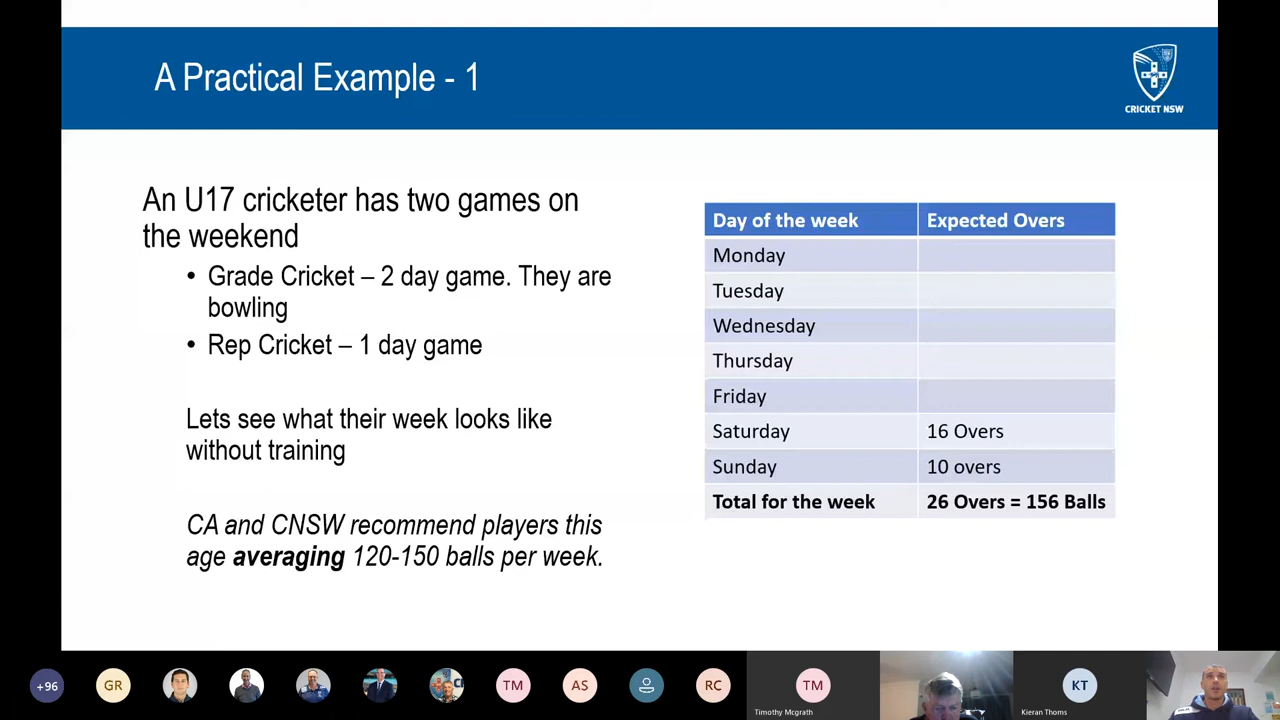 A Practical Example - 1
CRICKET NSW
An U17 cricketer has two games on
the weekend
• Grade Cricket – 2 day game. They are
bowling
• Rep Cricket – 1 day game
Lets see what their week looks like
without training
CA and CNSW recommend players this
age averaging 120-150 balls per week.
Day of the week Expected Overs
Monday
Tuesday
Wednesday
Thursday
Friday
Saturday 16 Overs
Sunday 10 overs
Total for the week 26 Overs = 156 Balls
+96 GR TM AS RC TM KT
Timothy Mcgrath Kieran Thoms